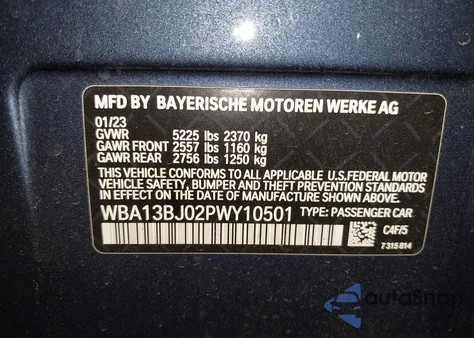 MFD BY BAYERISCHE MOTOREN WERKE AG
01/23
GVWR 5225 lbs 2370 kg
GAWR FRONT 2557 lbs 1160 kg
GAWR REAR 2756 lbs 1250 kg
THIS VEHICLE CONFORMS TO ALL APPLICABLE U.S.FEDERAL MOTOR
VEHICLE SAFETY, BUMPER, AND THEFT PREVENTION STANDARDS
IN EFFECT ON THE DATE OF MANUFACTURE SHOWN ABOVE.
WBA13BJ02PWY10501 TYPE: PASSENGER CAR
C4F/5
7315814
autoSnap